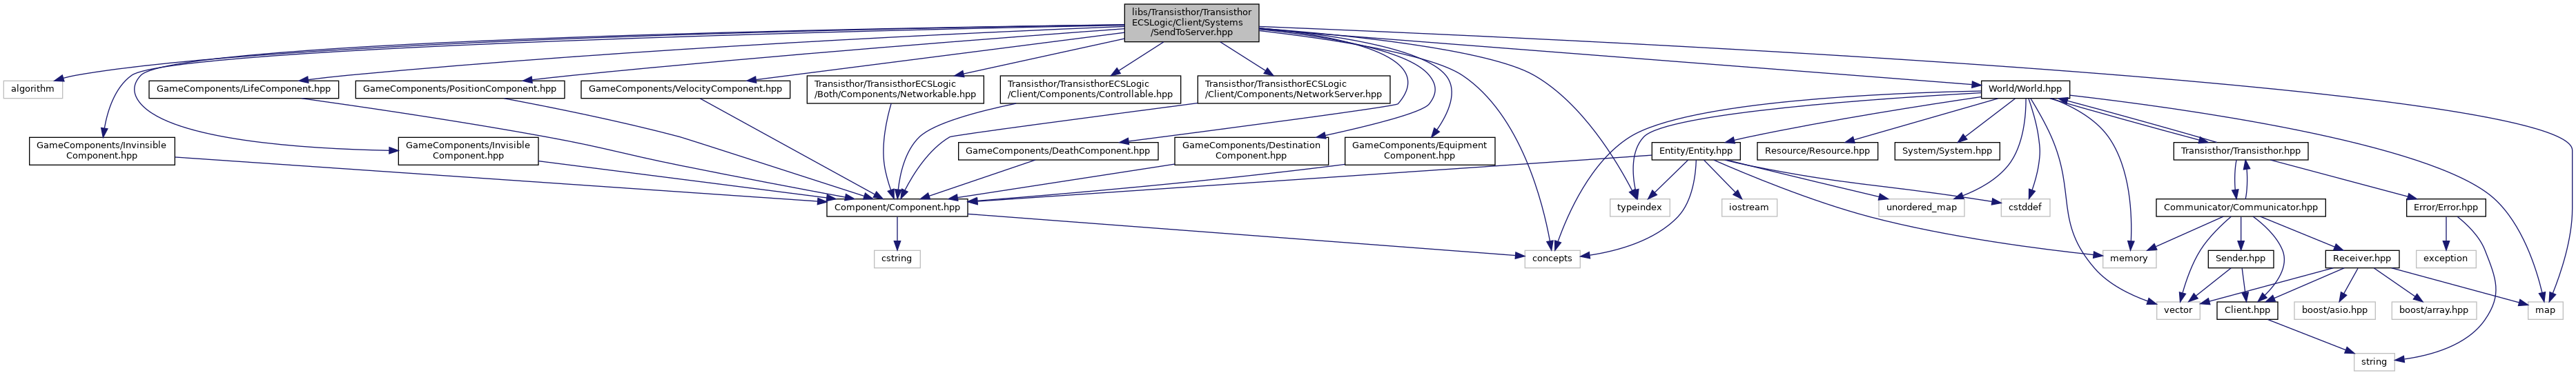 libs/Transisthor/Transisthor
ECSLogic/Client/Systems
/SendToServer.hpp
algorithm
GameComponents/LifeComponent.hpp
GameComponents/PositionComponent.hpp
GameComponents/VelocityComponent.hpp
Transisthor/TransisthorECSLogic
/Both/Components/Networkable.hpp
Transisthor/TransisthorECSLogic
/Client/Components/Controllable.hpp
Transisthor/TransisthorECSLogic
/Client/Components/NetworkServer.hpp
World/World.hpp
GameComponents/Invinsible
Component.hpp
GameComponents/Invisible
Component.hpp
GameComponents/DeathComponent.hpp
GameComponents/Destination
Component.hpp
GameComponents/Equipment
Component.hpp
Entity/Entity.hpp
Resource/Resource.hpp
System/System.hpp
Transisthor/Transisthor.hpp
Component/Component.hpp
typeindex
iostream
unordered_map
cstddef
Communicator/Communicator.hpp
Error/Error.hpp
cstring
concepts
memory
Sender.hpp
Receiver.hpp
exception
vector
Client.hpp
boost/asio.hpp
boost/array.hpp
map
string